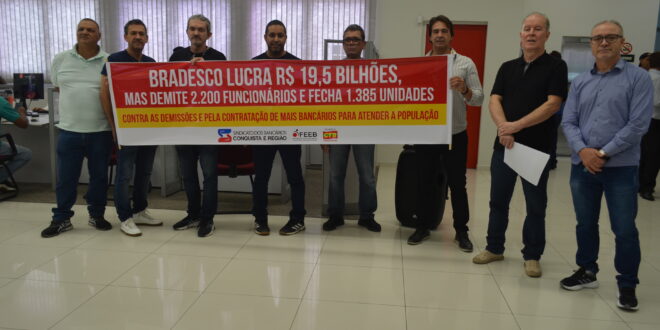 BRADESCO LUCRA R$ 19,5 BILHÕES,
MAS DEMITE 2.200 FUNCIONÁRIOS E FECHA 1.385 UNIDADES
CONTRA AS DEMISSÕES E PELA CONTRATAÇÃO DE MAIS BANCÁRIOS PARA ATENDER A POPULAÇÃO
SINDICATO DOS BANCÁRIOS
CONQUISTA E REGIÃO
FEEB
CTB